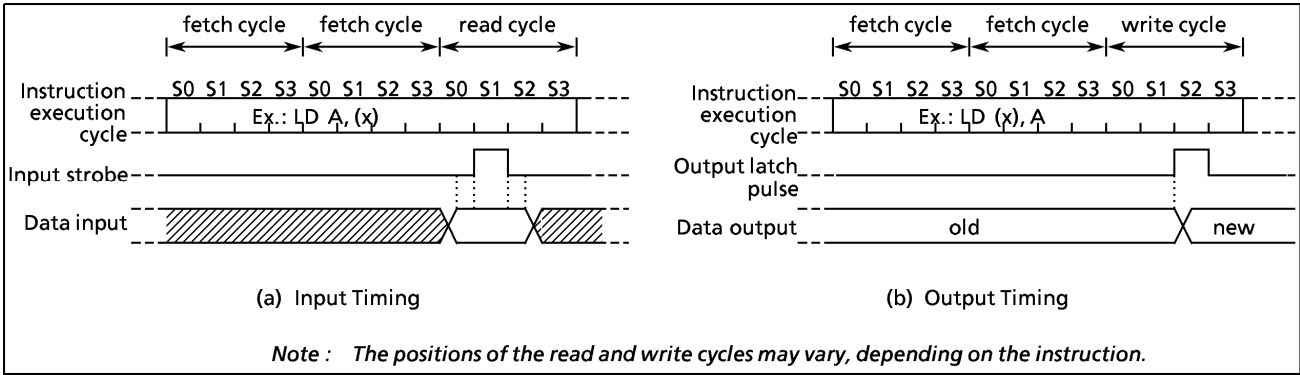 fetch cycle fetch cycle read cycle
S0 S1 S2 S3 S0 S1 S2 S3 S0 S1 S2 S3
Instruction
execution
cycle
Ex.: LD A, (x)
Input strobe
Data input
(a) Input Timing
fetch cycle fetch cycle write cycle
S0 S1 S2 S3 S0 S1 S2 S3 S0 S1 S2 S3
Instruction
execution
cycle
Ex.: LD (x), A
Output latch
pulse
Data output
old
new
(b) Output Timing
Note : The positions of the read and write cycles may vary, depending on the instruction.